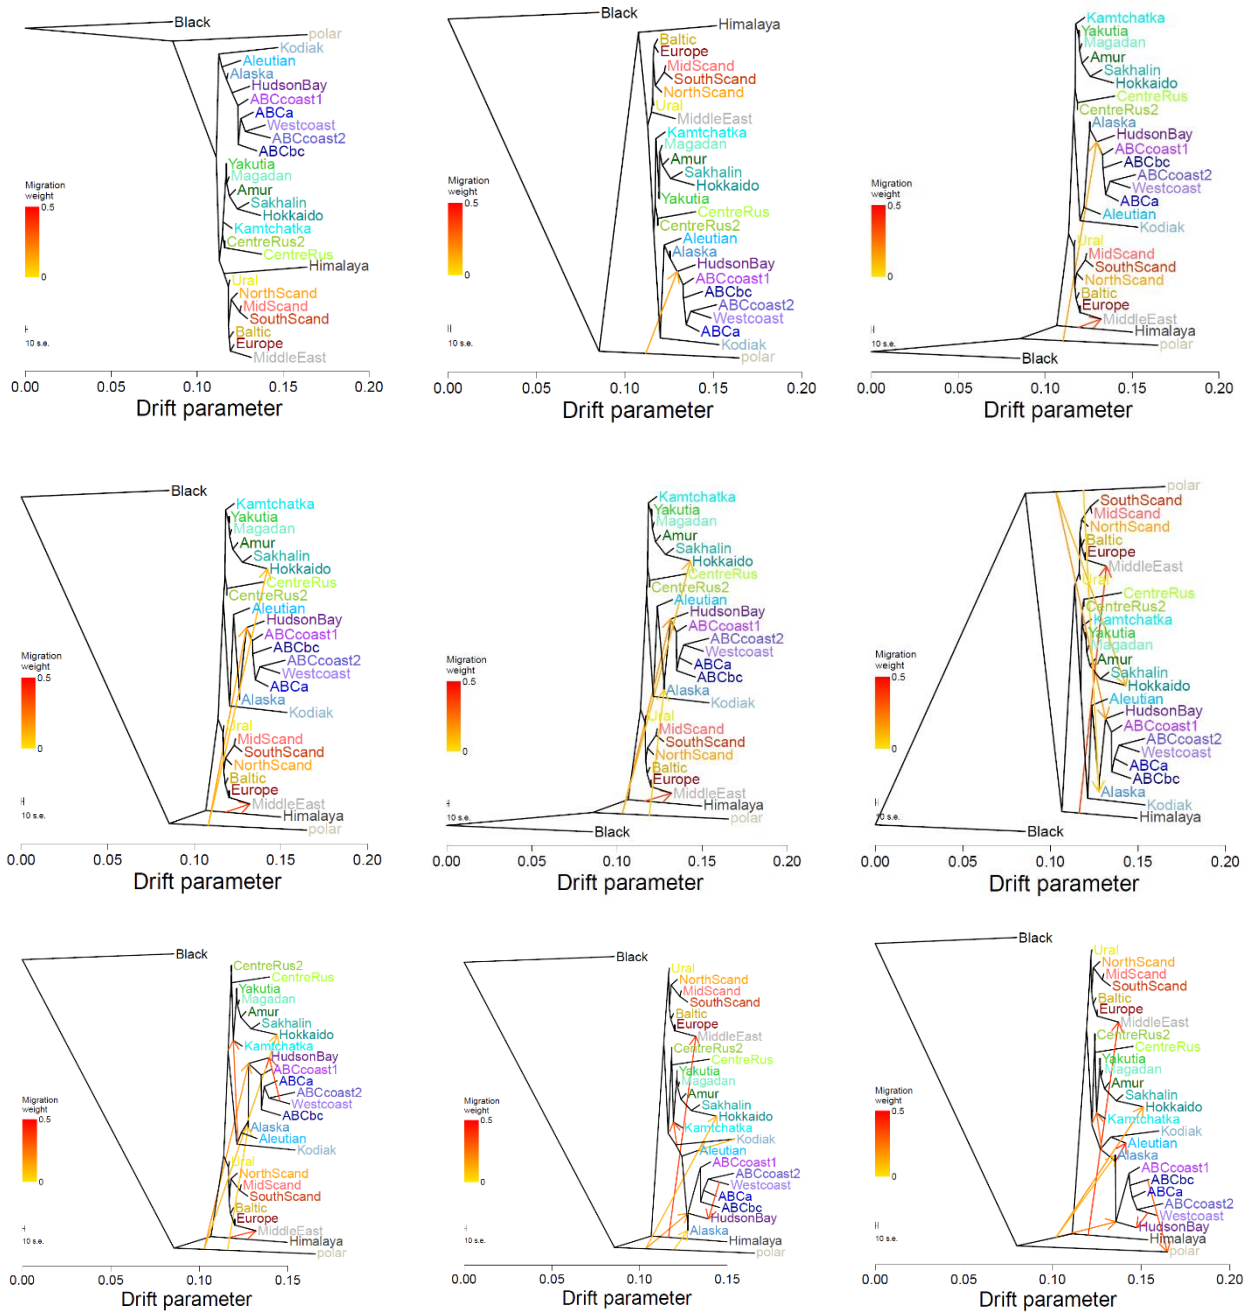 Black
polar
Kodiak
Aleutian
Alaska
HudsonBay
ABCcoast1
ABCa
Westcoast
ABCcoast2
ABCbc
Yakutia
Magadan
Amur
Sakhalin
Hokkaido
Kamtchatka
CentreRus2
CentreRus
Himalaya
Ural
NorthScand
MidScand
SouthScand
Baltic
Europe
MiddleEast
Migration
weight
0.5
0
10 s.e.
0.00 0.05 0.10 0.15 0.20
Drift parameter
Himalaya
Baltic
Europe
MidScand
SouthScand
NorthScand
Ural
MiddleEast
Kamtchatka
Magadan
Amur
Sakhalin
Hokkaido
Yakutia
CentreRus
CentreRus2
Aleutian
Alaska
HudsonBay
ABCcoast1
ABCbc
ABCcoast2
Westcoast
ABCa
Kodiak
polar
Black
Migration
weight
0.5
0
10 s.e.
0.00 0.05 0.10 0.15 0.20
Drift parameter
Kamtchatka
Yakutia
Magadan
Amur
Sakhalin
Hokkaido
CentreRus
CentreRus2
Alaska
HudsonBay
ABCcoast1
ABCbc
ABCcoast2
Westcoast
ABCa
Aleutian
Kodiak
Ural
MidScand
SouthScand
NorthScand
Baltic
Europe
MiddleEast
Himalaya
polar
Black
Migration
weight
0.5
0
10 s.e.
0.00 0.05 0.10 0.15 0.20
Drift parameter
Black
Kamtchatka
Yakutia
Magadan
Amur
Sakhalin
Hokkaido
CentreRus
CentreRus2
Aleutian
HudsonBay
ABCcoast1
ABCbc
ABCcoast2
Westcoast
ABCa
Alaska
Kodiak
Ural
MidScand
SouthScand
NorthScand
Baltic
Europe
MiddleEast
Himalaya
polar
Migration
weight
0.5
0
10 s.e.
0.00 0.05 0.10 0.15 0.20
Drift parameter
Kamtchatka
Yakutia
Magadan
Amur
Sakhalin
Hokkaido
CentreRus
CentreRus2
Aleutian
HudsonBay
ABCcoast1
ABCcoast2
Westcoast
ABCa
ABCbc
Alaska
Kodiak
Ural
MidScand
SouthScand
NorthScand
Baltic
Europe
MiddleEast
Himalaya
polar
Black
Migration
weight
0.5
0
10 s.e.
0.00 0.05 0.10 0.15 0.20
Drift parameter
polar
SouthScand
MidScand
NorthScand
Baltic
Europe
MiddleEast
Ural
CentreRus
CentreRus2
Kamtchatka
Yakutia
Magadan
Amur
Sakhalin
Hokkaido
Aleutian
HudsonBay
ABCcoast1
ABCcoast2
Westcoast
ABCa
ABCbc
Alaska
Kodiak
Himalaya
Black
Migration
weight
0.5
0
10 s.e.
0.00 0.05 0.10 0.15 0.20
Drift parameter
Black
CentreRus2
CentreRus
Yakutia
Magadan
Amur
Sakhalin
Hokkaido
Kamtchatka
HudsonBay
ABCcoast1
ABCa
ABCcoast2
Westcoast
ABCbc
Alaska
Aleutian
Kodiak
Ural
NorthScand
MidScand
SouthScand
Baltic
Europe
MiddleEast
Himalaya
polar
Migration
weight
0.5
0
10 s.e.
0.00 0.05 0.10 0.15
Drift parameter
Black
Ural
NorthScand
MidScand
SouthScand
Baltic
Europe
MiddleEast
CentreRus2
CentreRus
Yakutia
Magadan
Amur
Sakhalin
Hokkaido
Kamtchatka
Kodiak
Aleutian
ABCcoast1
ABCcoast2
Westcoast
ABCa
ABCbc
HudsonBay
Alaska
Himalaya
polar
Migration
weight
0.5
0
10 s.e.
0.00 0.05 0.10 0.15
Drift parameter
Black
Ural
NorthScand
MidScand
SouthScand
Baltic
Europe
MiddleEast
CentreRus2
CentreRus
Yakutia
Magadan
Amur
Sakhalin
Hokkaido
Kamtchatka
Kodiak
Aleutian
Alaska
ABCcoast1
ABCbc
ABCa
ABCcoast2
Westcoast
HudsonBay
Himalaya
polar
Migration
weight
0.5
0
10 s.e.
0.00 0.05 0.10 0.15 0.20
Drift parameter